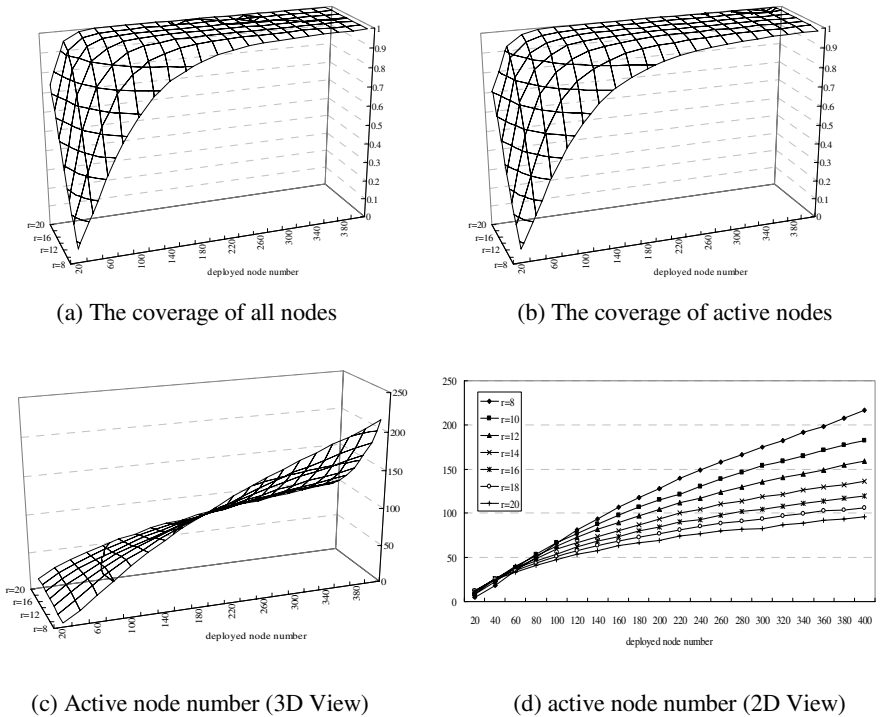 1
0.9
0.8
0.7
0.6
0.5
0.4
0.3
0.2
0.1
0
r=20
r=16
r=12
r=8
20
60
100
140
180
220
260
300
340
380
deployed node number
(a) The coverage of all nodes
1
0.9
0.8
0.7
0.6
0.5
0.4
0.3
0.2
0.1
0
r=20
r=16
r=12
r=8
20
60
100
140
180
220
260
300
340
380
deployed node number
(b) The coverage of active nodes
250
200
150
100
50
0
r=20
r=16
r=12
r=8
20
60
100
140
180
220
260
300
340
380
deployed node number
(c) Active node number (3D View)
250
200
150
100
50
0
r=8
r=10
r=12
r=14
r=16
r=18
r=20
20 40 60 80 100 120 140 160 180 200 220 240 260 280 300 320 340 360 380 400
deployed node number
(d) active node number (2D View)